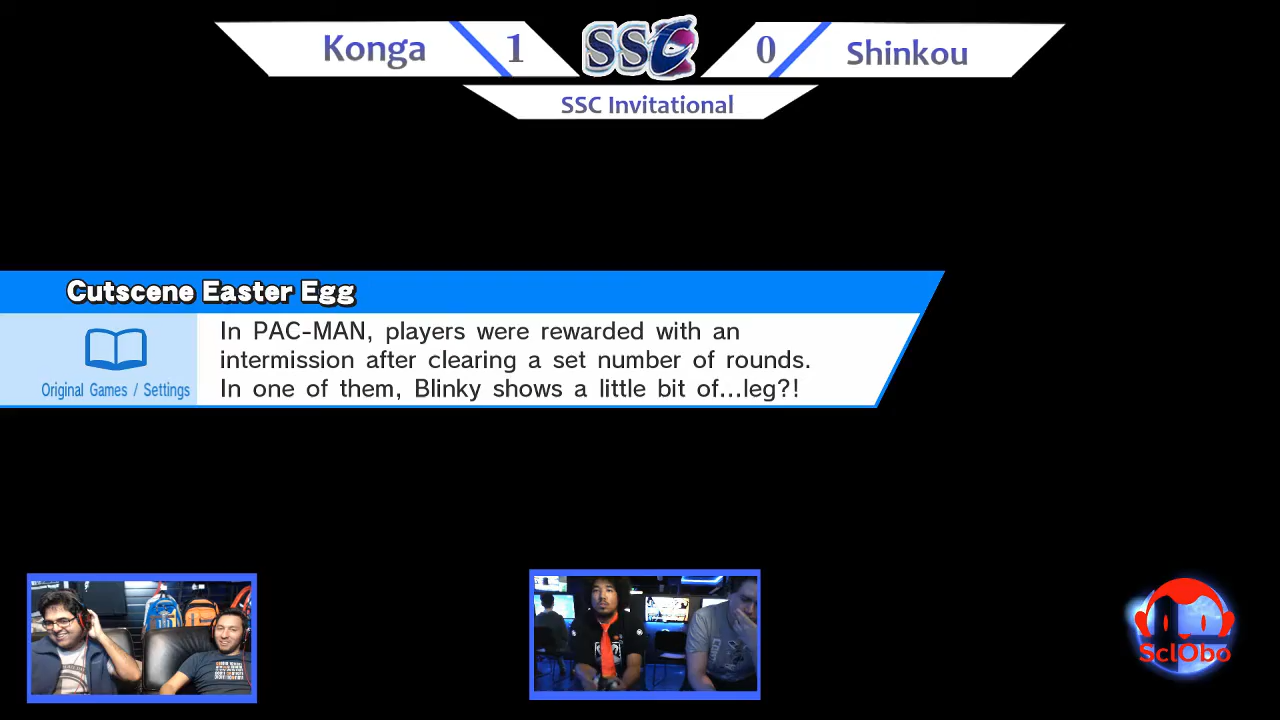 Konga 1 SSC 0 Shinkou
SSC Invitational
Cutscene Easter Egg
In PAC-MAN, players were rewarded with an
intermission after clearing a set number of rounds.
In one of them, Blinky shows a little bit of...leg?!
Original Games / Settings
SclObo